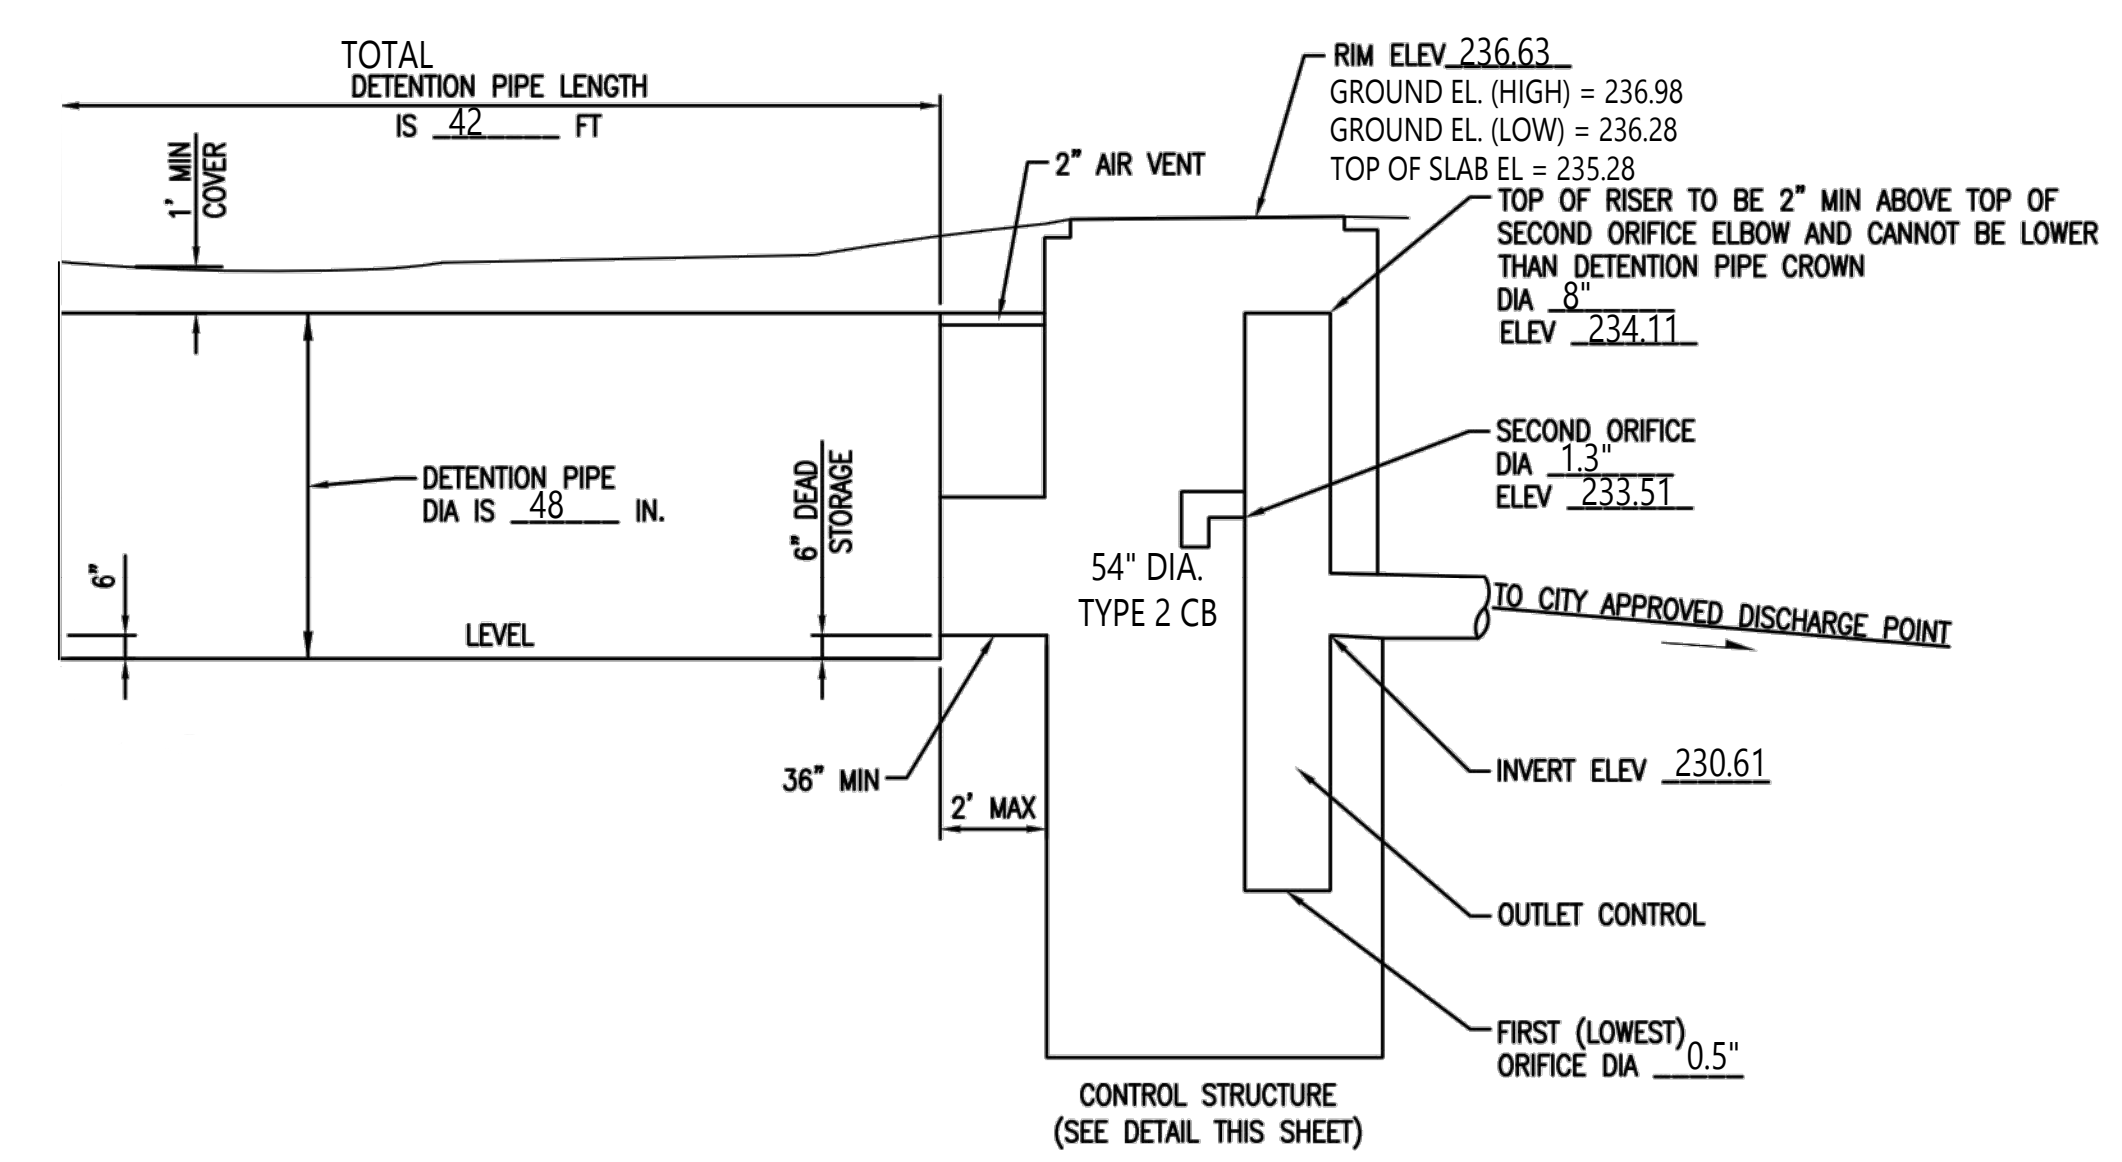 TOTAL
DETENTION PIPE LENGTH
IS 42 FT
1' MIN
COVER
2" AIR VENT
RIM ELEV 236.63
GROUND EL. (HIGH) = 236.98
GROUND EL. (LOW) = 236.28
TOP OF SLAB EL = 235.28
TOP OF RISER TO BE 2" MIN ABOVE TOP OF
SECOND ORIFICE ELBOW AND CANNOT BE LOWER
THAN DETENTION PIPE CROWN
DIA 8"
ELEV 234.11
DETENTION PIPE
DIA IS 48 IN.
6" DEAD
STORAGE
SECOND ORIFICE
DIA 1.3"
ELEV 233.51
54" DIA.
TYPE 2 CB
6"
LEVEL
TO CITY APPROVED DISCHARGE POINT
36" MIN
2' MAX
INVERT ELEV 230.61
OUTLET CONTROL
FIRST (LOWEST)
ORIFICE DIA 0.5"
CONTROL STRUCTURE
(SEE DETAIL THIS SHEET)